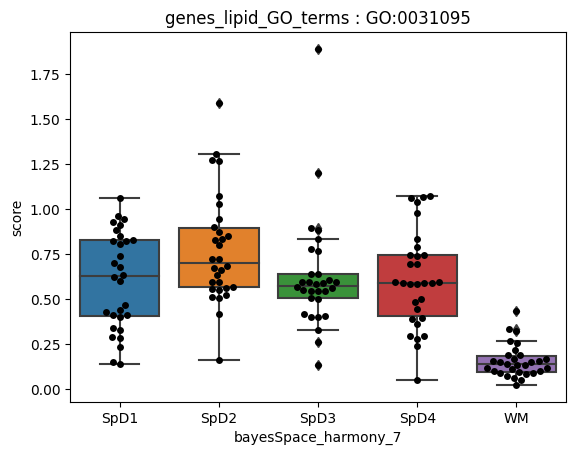 genes_lipid_GO_terms : GO:0031095
score
1.75
1.50
1.25
1.00
0.75
0.50
0.25
0.00
SpD1 SpD2 SpD3 SpD4 WM
bayesSpace_harmony_7